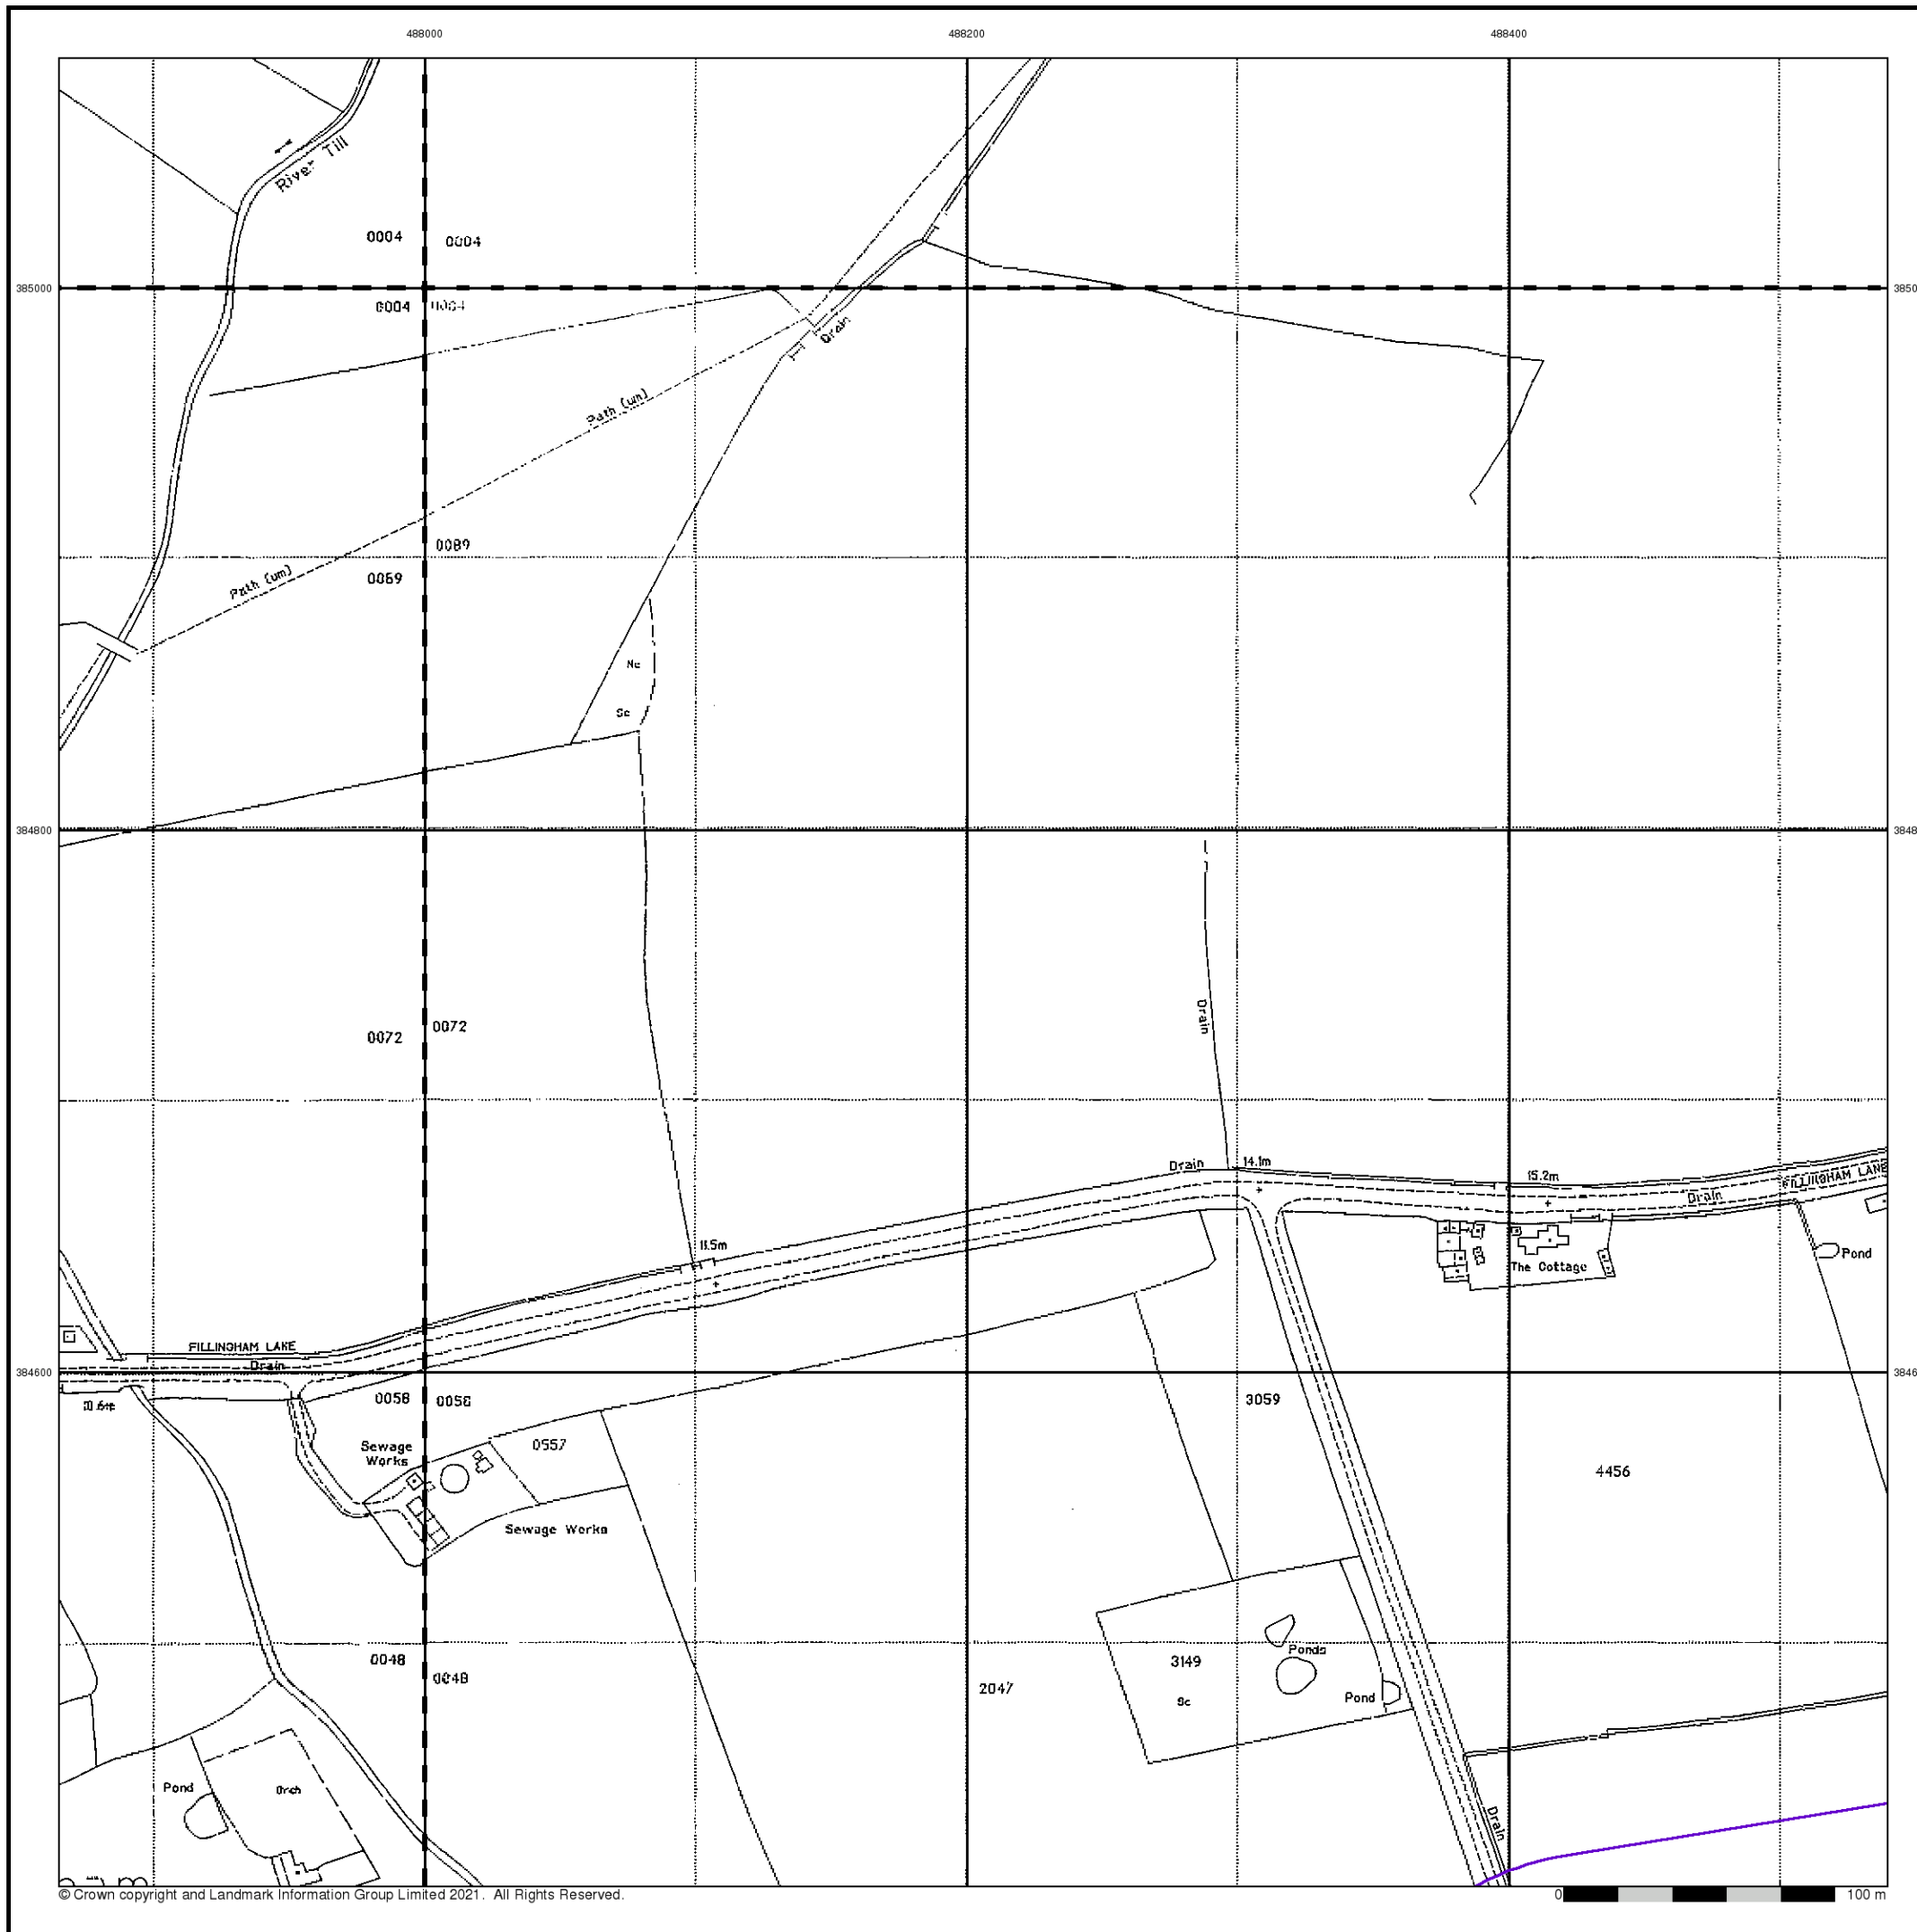 488000
488200
488400
River Till
0004
0004
385000
3850
0004
0004
Drain
Path (um)
0089
Path (um)
0069
Nc
Sc
384800
3848
Drain
0072
0072
Drain
14.1m
15.2m
FILLINGHAM LANE
Drain
11.5m
Pond
The Cottage
FILLINGHAM LAKE
Drain
384600
3846
10.6m
0058
0058
3059
Sewage
Works
0557
4456
Sewage Works
Ponds
0048
3149
0048
2047
Sc
Pond
Pond
Orch
Drain
© Crown copyright and Landmark Information Group Limited 2021. All Rights Reserved.
0
100 m